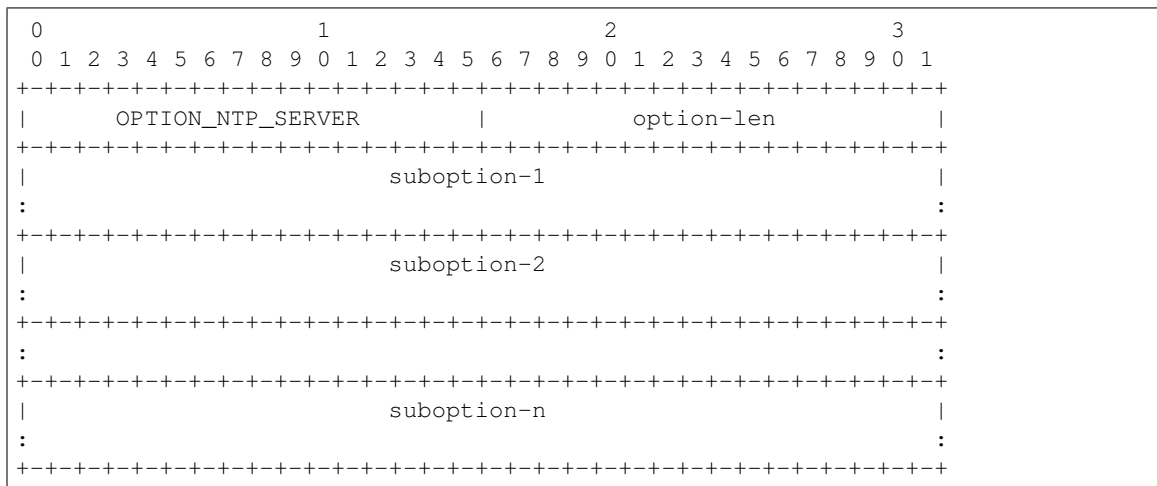 0                   1                   2                   3
 0 1 2 3 4 5 6 7 8 9 0 1 2 3 4 5 6 7 8 9 0 1 2 3 4 5 6 7 8 9 0 1
+-+-+-+-+-+-+-+-+-+-+-+-+-+-+-+-+-+-+-+-+-+-+-+-+-+-+-+-+-+-+-+-+
|      OPTION_NTP_SERVER        |          option-len           |
+-+-+-+-+-+-+-+-+-+-+-+-+-+-+-+-+-+-+-+-+-+-+-+-+-+-+-+-+-+-+-+-+
|                         suboption-1                           |
:                                                               :
+-+-+-+-+-+-+-+-+-+-+-+-+-+-+-+-+-+-+-+-+-+-+-+-+-+-+-+-+-+-+-+-+
|                         suboption-2                           |
:                                                               :
+-+-+-+-+-+-+-+-+-+-+-+-+-+-+-+-+-+-+-+-+-+-+-+-+-+-+-+-+-+-+-+-+
:                                                               :
+-+-+-+-+-+-+-+-+-+-+-+-+-+-+-+-+-+-+-+-+-+-+-+-+-+-+-+-+-+-+-+-+
|                         suboption-n                           |
:                                                               :
+-+-+-+-+-+-+-+-+-+-+-+-+-+-+-+-+-+-+-+-+-+-+-+-+-+-+-+-+-+-+-+-+